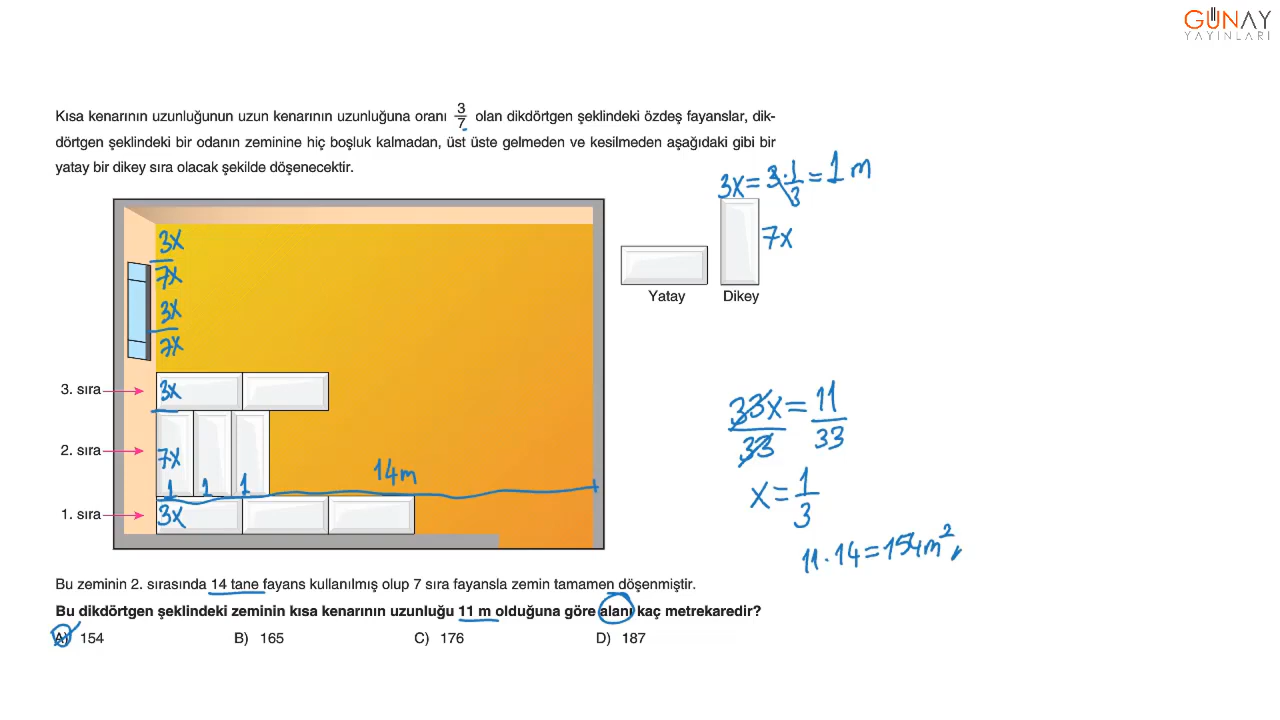 GÜNAY
YAYINLARI
Kısa kenarının uzunluğunun uzun kenarının uzunluğuna oranı 3/7 olan dikdörtgen şeklindeki özdeş fayanslar, dik-
dörtgen şeklindeki bir odanın zeminine hiç boşluk kalmadan, üst üste gelmeden ve kesilmeden aşağıdaki gibi bir
yatay bir dikey sıra olacak şekilde döşenecektir.
3x = 3 · 1/3 = 1 m
7x
Yatay
Dikey
3x
7x
3x
7x
3. sıra
3x
2. sıra
7x
14m
1 1 1
1. sıra
3x
33x/33 = 11/33
x = 1/3
11 · 14 = 154 m²
Bu zeminin 2. sırasında 14 tane fayans kullanılmış olup 7 sıra fayansla zemin tamamen döşenmiştir.
Bu dikdörtgen şeklindeki zeminin kısa kenarının uzunluğu 11 m olduğuna göre alanı kaç metrekaredir?
A) 154 B) 165 C) 176 D) 187